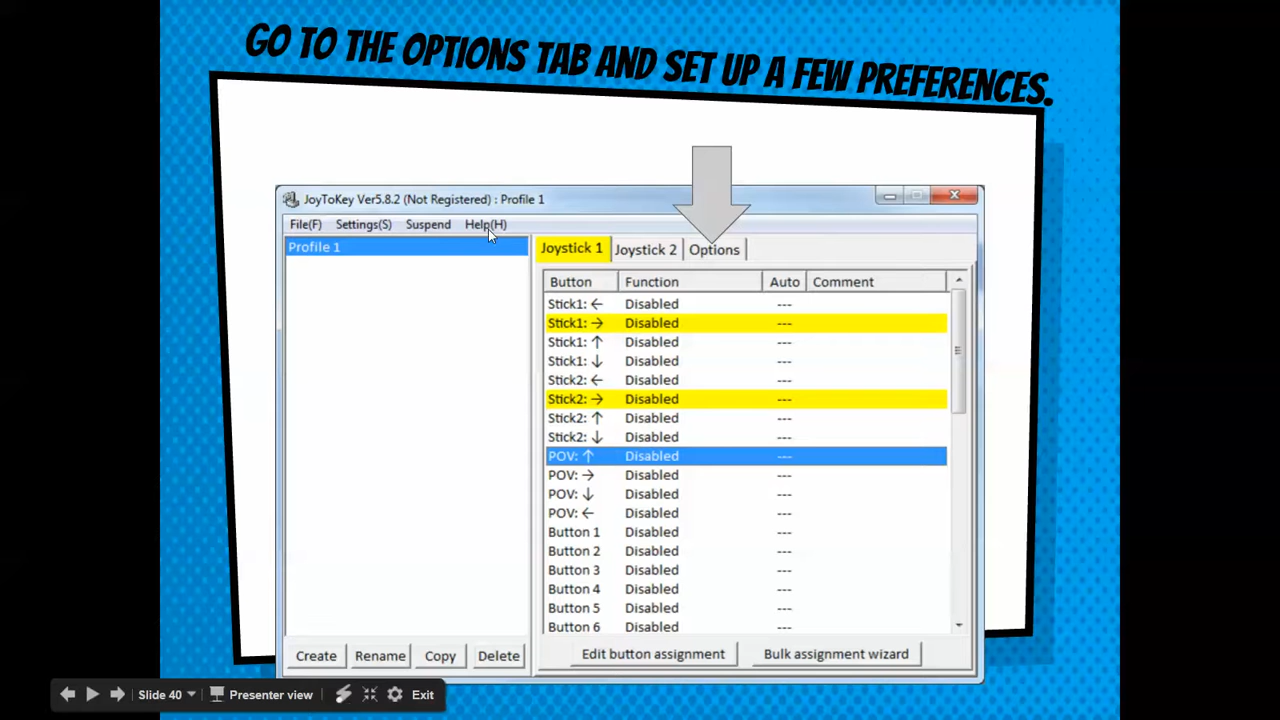 GO TO THE OPTIONS TAB AND SET UP A FEW PREFERENCES.
JoyToKey Ver5.8.2 (Not Registered) : Profile 1
File(F) Settings(S) Suspend Help(H)
Profile 1
Joystick 1 Joystick 2 Options
Button Function Auto Comment
Stick1: ← Disabled ---
Stick1: → Disabled ---
Stick1: ↑ Disabled ---
Stick1: ↓ Disabled ---
Stick2: ← Disabled ---
Stick2: → Disabled ---
Stick2: ↑ Disabled ---
Stick2: ↓ Disabled ---
POV: ↑ Disabled ---
POV: → Disabled ---
POV: ↓ Disabled ---
POV: ← Disabled ---
Button 1 Disabled ---
Button 2 Disabled ---
Button 3 Disabled ---
Button 4 Disabled ---
Button 5 Disabled ---
Button 6 Disabled ---
Create Rename Copy Delete
Edit button assignment Bulk assignment wizard
Slide 40 Presenter view Exit